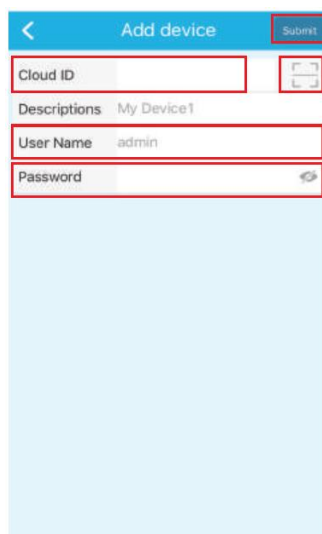 Add device Submit
Cloud ID
Descriptions My Device1
User Name admin
Password